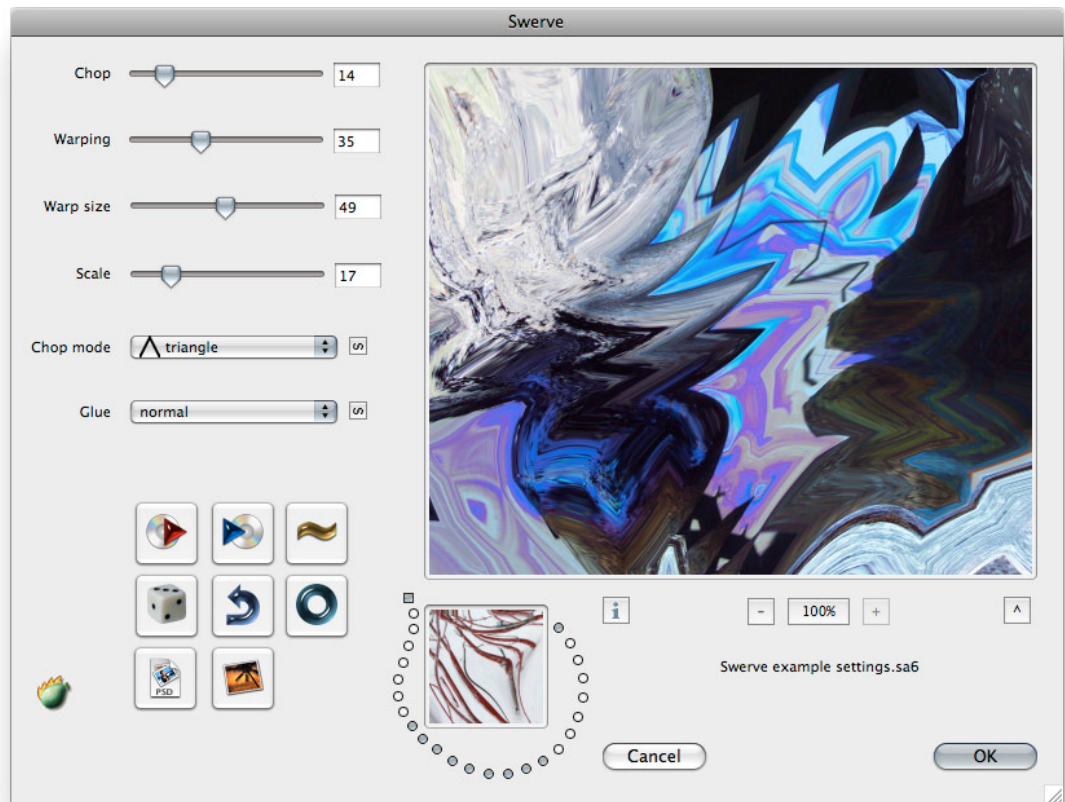 Swerve
Chop 14
Warping 35
Warp size 49
Scale 17
Chop mode triangle S
Glue normal S
PSD
i - 100% + ^
Swerve example settings.sa6
Cancel OK